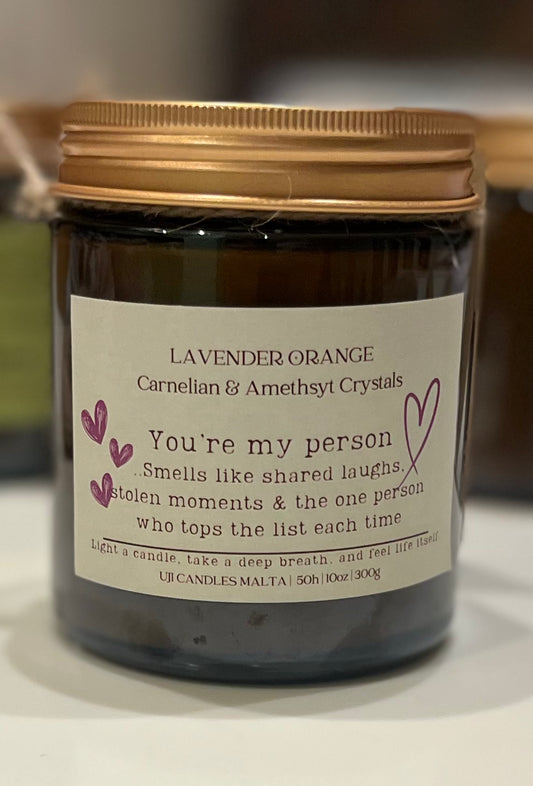 LAVENDER ORANGE
Carnelian & Amethsyt Crystals
You're my person
..Smells like shared laughs,
stolen moments & the one person
who tops the list each time
Light a candle, take a deep breath, and feel life itself
UJI CANDLES MALTA | 50h | 10oz | 300g